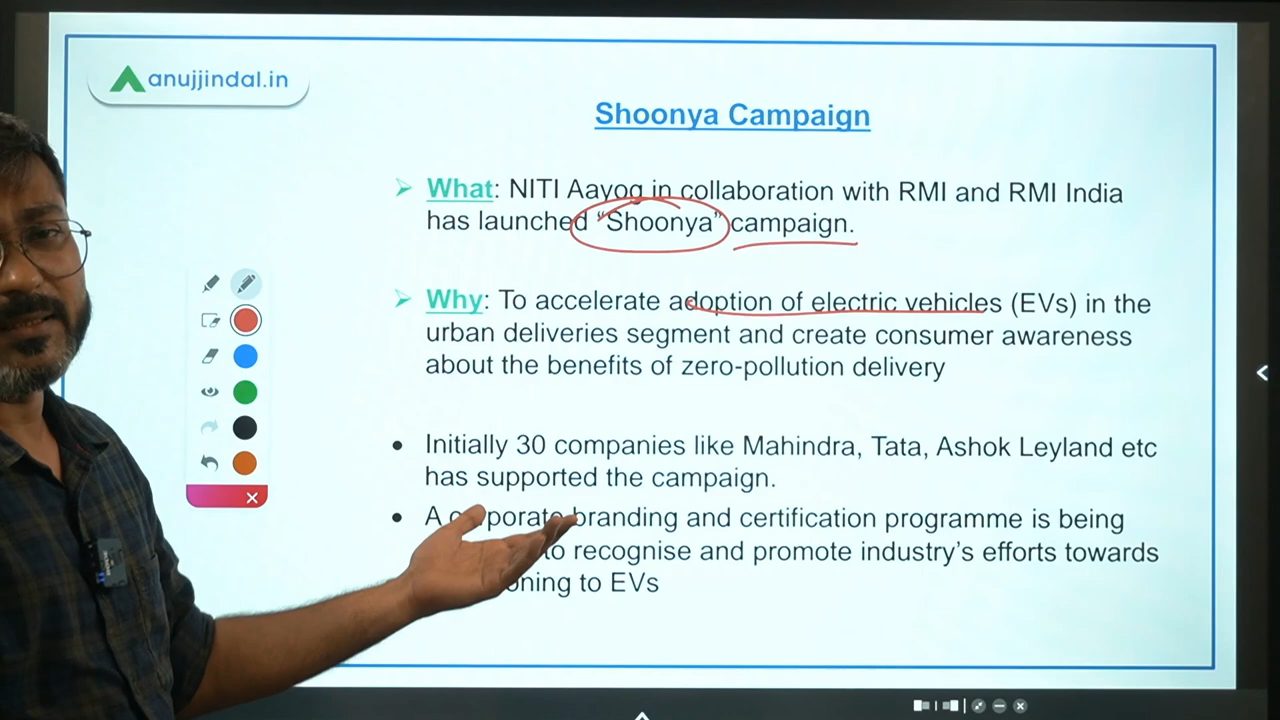 anujjindal.in
Shoonya Campaign
➢ What: NITI Aayog in collaboration with RMI and RMI India
has launched “Shoonya” campaign.
➢ Why: To accelerate adoption of electric vehicles (EVs) in the
urban deliveries segment and create consumer awareness
about the benefits of zero-pollution delivery
• Initially 30 companies like Mahindra, Tata, Ashok Leyland etc
has supported the campaign.
• A corporate branding and certification programme is being
to recognise and promote industry’s efforts towards
to EVs